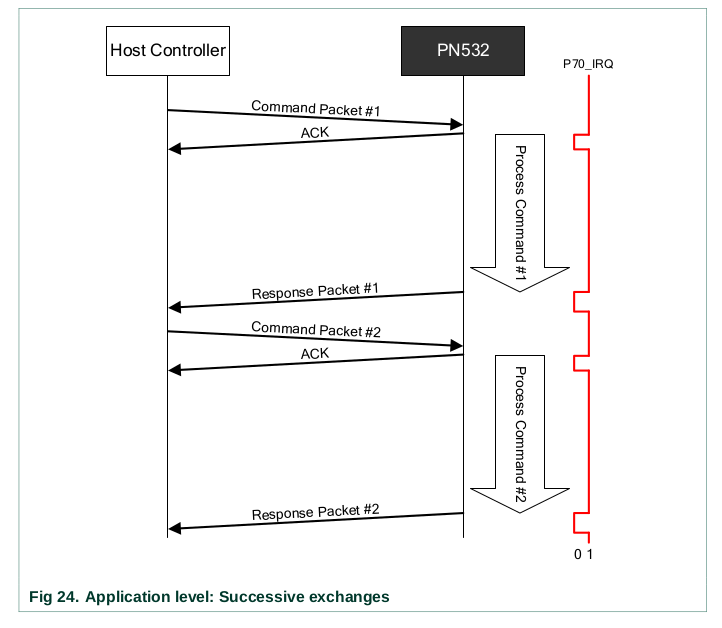 Host Controller
PN532
P70_IRQ
Command Packet #1
ACK
Process Command #1
Response Packet #1
Command Packet #2
ACK
Process Command #2
Response Packet #2
0 1
Fig 24. Application level: Successive exchanges